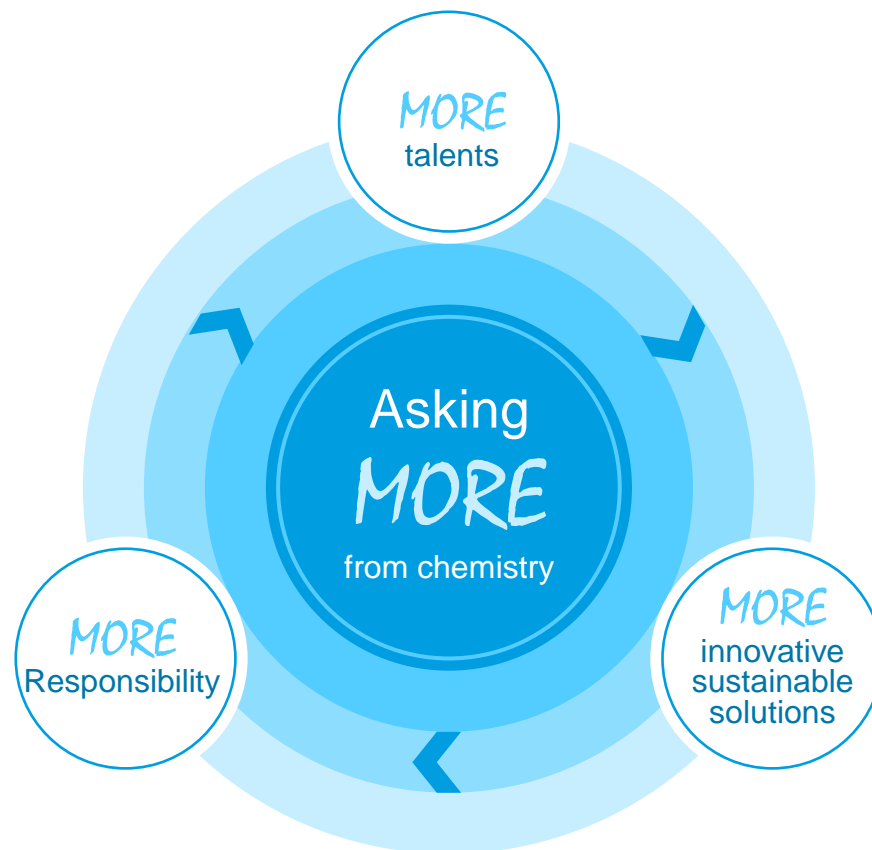 MORE
talents
Asking
MORE
from chemistry
MORE
Responsibility
MORE
innovative
sustainable
solutions